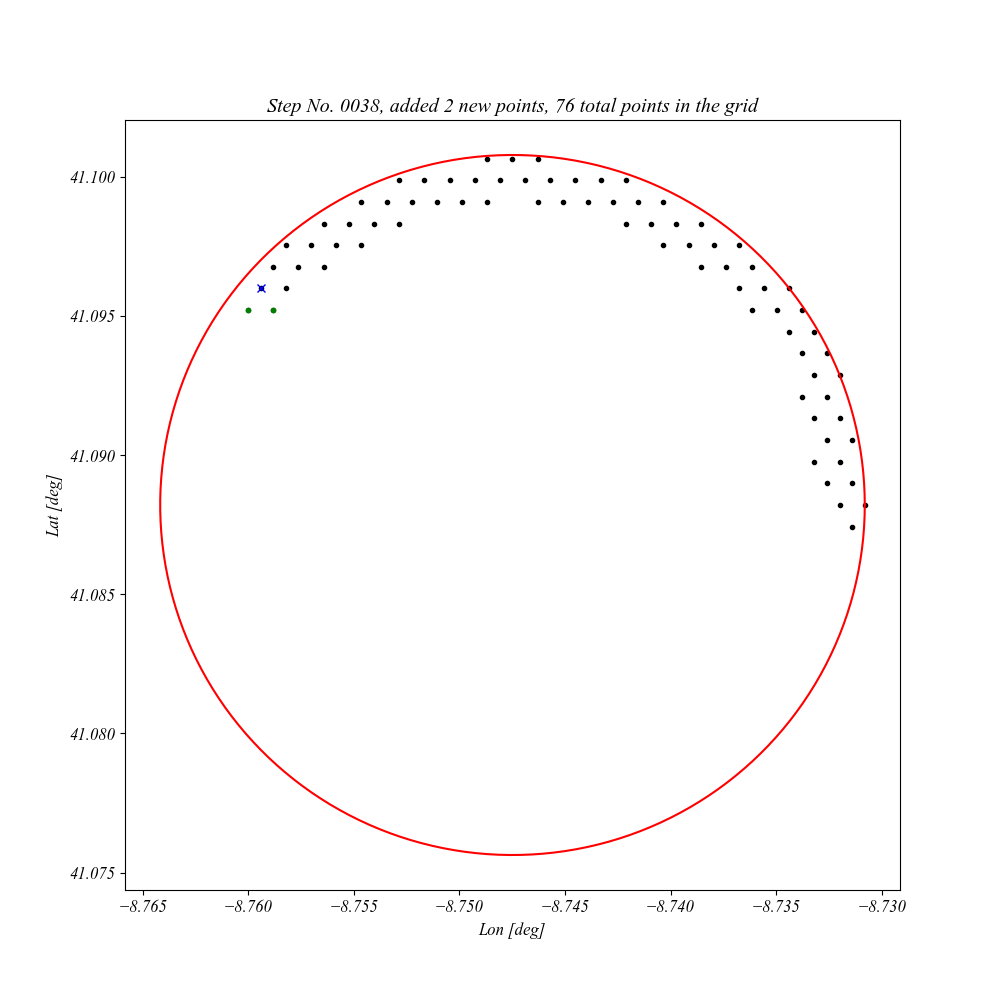 Step No. 0038, added 2 new points, 76 total points in the grid
41.100
41.095
41.090
41.085
41.080
41.075
Lat [deg]
−8.765 −8.760 −8.755 −8.750 −8.745 −8.740 −8.735 −8.730
Lon [deg]